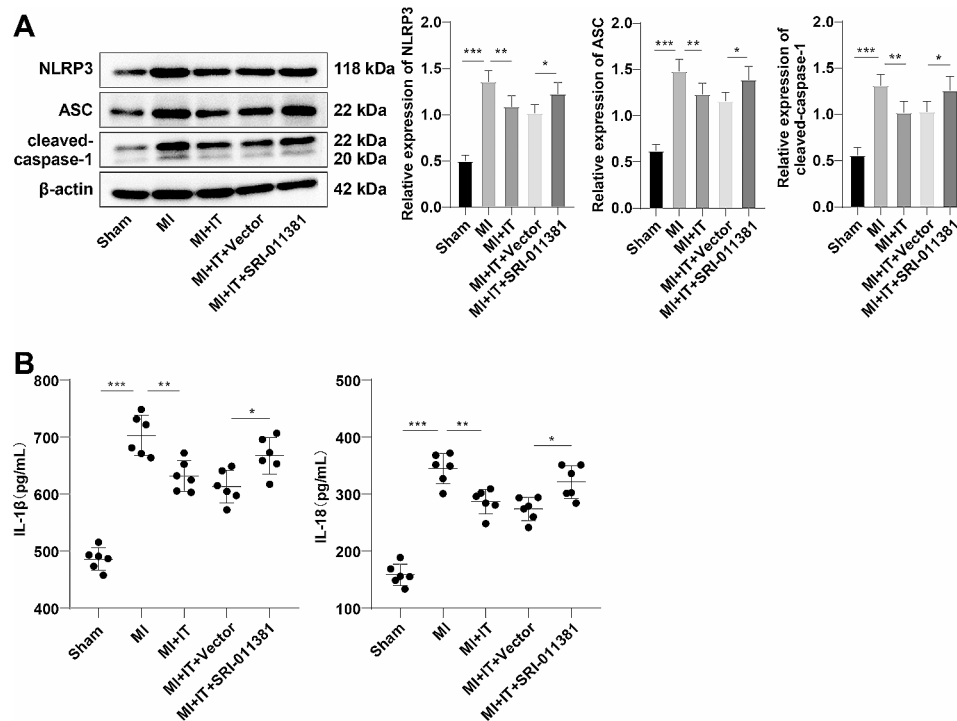 A
NLRP3
118 kDa
ASC
22 kDa
cleaved-
caspase-1
22 kDa
20 kDa
β-actin
42 kDa
Sham
MI
MI+IT
MI+IT+Vector
MI+IT+SRI-011381
Relative expression of NLRP3
2.0
1.5
1.0
0.5
0.0
***
**
*
Sham
MI
MI+IT
MI+IT+Vector
MI+IT+SRI-011381
Relative expression of ASC
2.0
1.5
1.0
0.5
0.0
***
**
*
Sham
MI
MI+IT
MI+IT+Vector
MI+IT+SRI-011381
Relative expression of
cleaved-caspase-1
2.0
1.5
1.0
0.5
0.0
***
**
*
Sham
MI
MI+IT
MI+IT+Vector
MI+IT+SRI-011381
B
IL-1β(pg/mL)
800
700
600
500
400
***
**
*
Sham
MI
MI+IT
MI+IT+Vector
MI+IT+SRI-011381
IL-18(pg/mL)
500
400
300
200
100
***
**
*
Sham
MI
MI+IT
MI+IT+Vector
MI+IT+SRI-011381